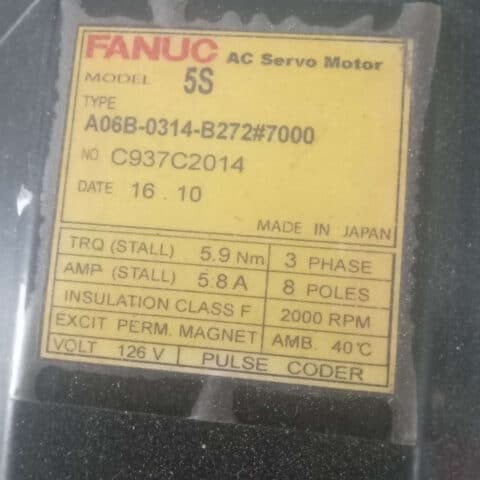 FANUC AC Servo Motor
MODEL 5S
TYPE
A06B-0314-B272#7000
NO. C937C2014
DATE 16.10
MADE IN JAPAN
TRQ (STALL) 5.9 Nm 3 PHASE
AMP (STALL) 5.8 A 8 POLES
INSULATION CLASS F 2000 RPM
EXCIT PERM. MAGNET AMB. 40℃
VOLT 126 V PULSE CODER